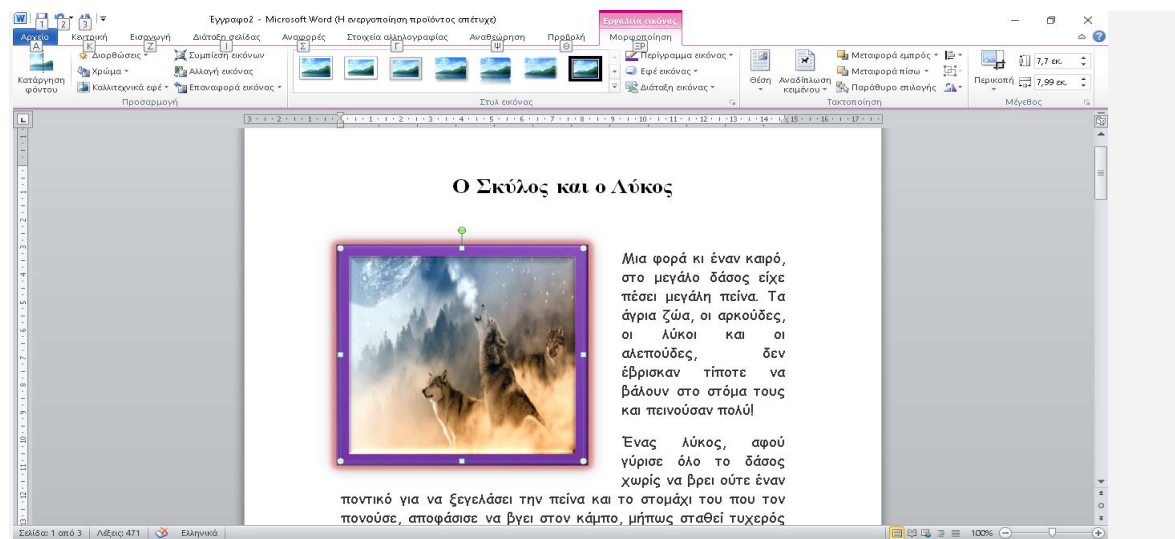 Έγγραφο2 - Microsoft Word (Η ενεργοποίηση προϊόντος απέτυχε)
Εργαλεία εικόνας
1 2 3
Αρχείο Κεντρική Εισαγωγή Διάταξη σελίδας Αναφορές Στοιχεία αλληλογραφίας Αναθεώρηση Προβολή Μορφοποίηση
Α Κ Ζ Ι Σ Γ Ψ Θ ΞΡ
Κατάργηση φόντου
Διορθώσεις
Χρώμα
Καλλιτεχνικά εφέ
Συμπίεση εικόνων
Αλλαγή εικόνας
Επαναφορά εικόνας
Προσαρμογή
Στυλ εικόνας
Περίγραμμα εικόνας
Εφέ εικόνας
Διάταξη εικόνας
Θέση
Αναδίπλωση κειμένου
Μεταφορά εμπρός
Μεταφορά πίσω
Παράθυρο επιλογής
Τακτοποίηση
Περικοπή
7,7 εκ.
7,99 εκ.
Μέγεθος
Ο Σκύλος και ο Λύκος
Μια φορά κι έναν καιρό,
στο μεγάλο δάσος είχε
πέσει μεγάλη πείνα. Τα
άγρια ζώα, οι αρκούδες,
οι λύκοι και οι
αλεπούδες, δεν
έβρισκαν τίποτε να
βάλουν στο στόμα τους
και πεινούσαν πολύ!
Ένας λύκος, αφού
γύρισε όλο το δάσος
χωρίς να βρει ούτε έναν
ποντικό για να ξεγελάσει την πείνα και το στομάχι του που τον
πονούσε, αποφάσισε να βγει στον κάμπο, μήπως σταθεί τυχερός
Σελίδα: 1 από 3 Λέξεις: 471 Ελληνικά 100%